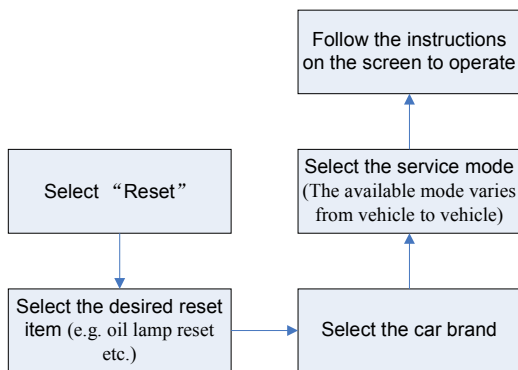 Select “Reset”
Select the desired reset
item (e.g. oil lamp reset
etc.)
Select the car brand
Select the service mode
(The available mode varies
from vehicle to vehicle)
Follow the instructions
on the screen to operate